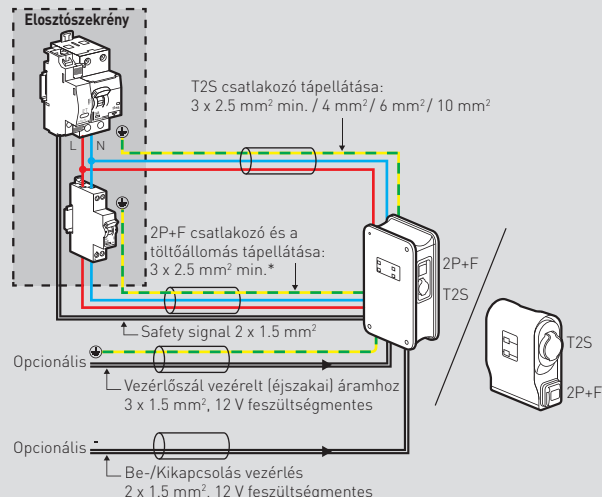 Elosztószekrény
T2S csatlakozó tápellátása:
3 x 2.5 mm² min. / 4 mm²/ 6 mm²/ 10 mm²
L N
2P+F csatlakozó és a
töltőállomás tápellátása:
3 x 2.5 mm² min.*
2P+F
T2S
Safety signal 2 x 1.5 mm²
T2S
2P+F
Opcionális
Vezérlőszál vezérelt (éjszakai) áramhoz
3 x 1.5 mm², 12 V feszültségmentes
Opcionális -
Be-/Kikapcsolás vezérlés
2 x 1.5 mm², 12 V feszültségmentes